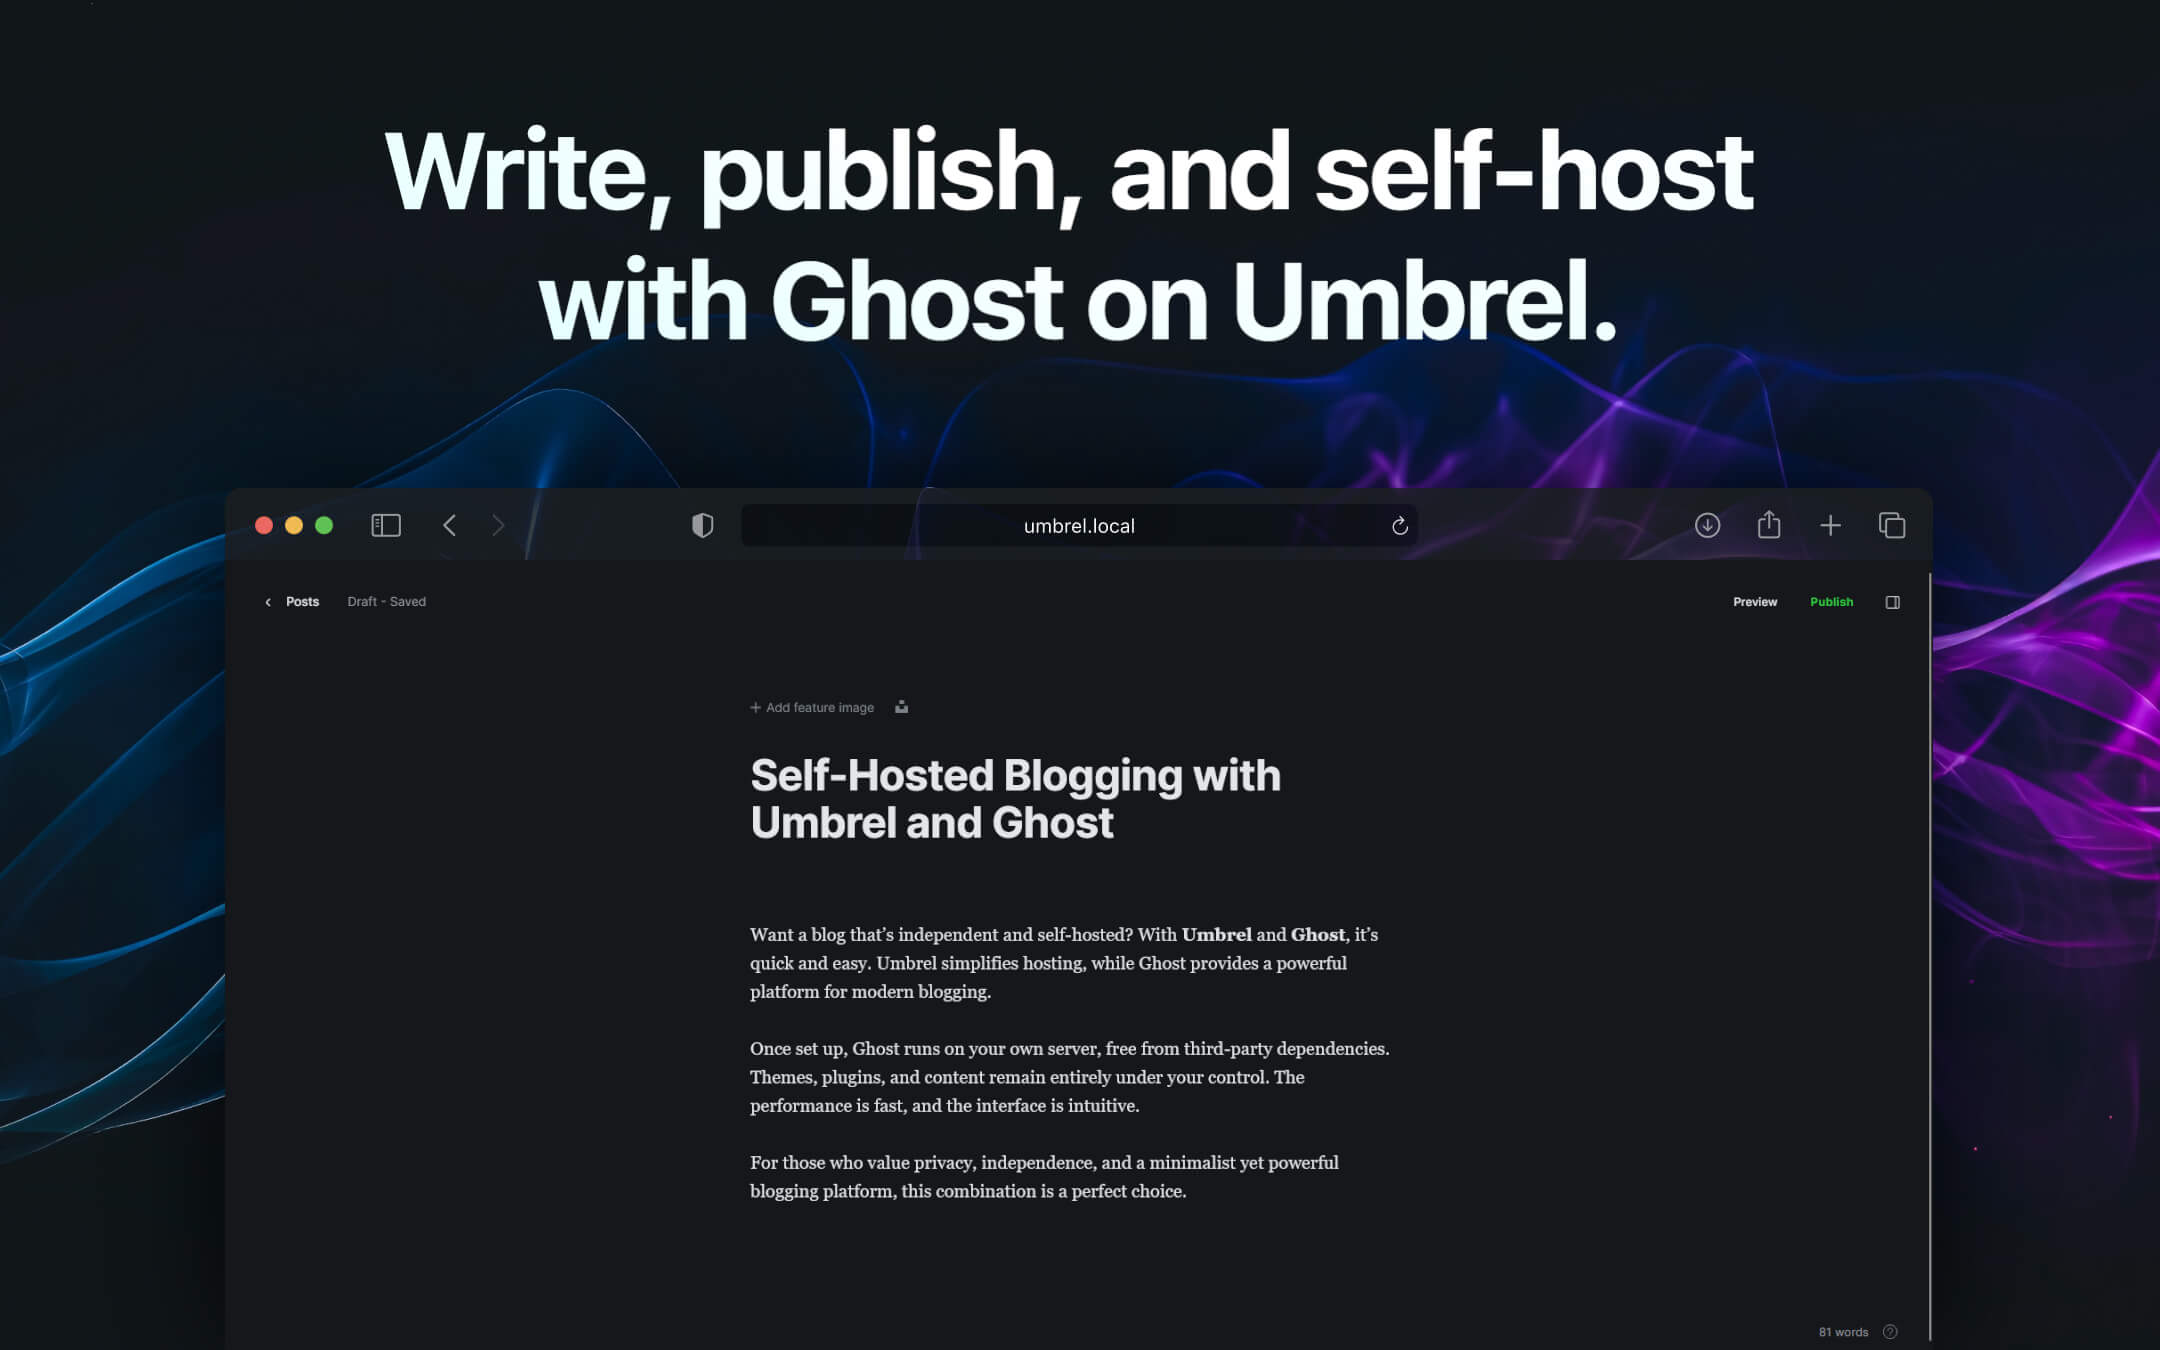 Write, publish, and self-host
with Ghost on Umbrel.
umbrel.local
Posts Draft - Saved Preview Publish
Add feature image
Self-Hosted Blogging with
Umbrel and Ghost
Want a blog that’s independent and self-hosted? With Umbrel and Ghost, it’s
quick and easy. Umbrel simplifies hosting, while Ghost provides a powerful
platform for modern blogging.
Once set up, Ghost runs on your own server, free from third-party dependencies.
Themes, plugins, and content remain entirely under your control. The
performance is fast, and the interface is intuitive.
For those who value privacy, independence, and a minimalist yet powerful
blogging platform, this combination is a perfect choice.
81 words